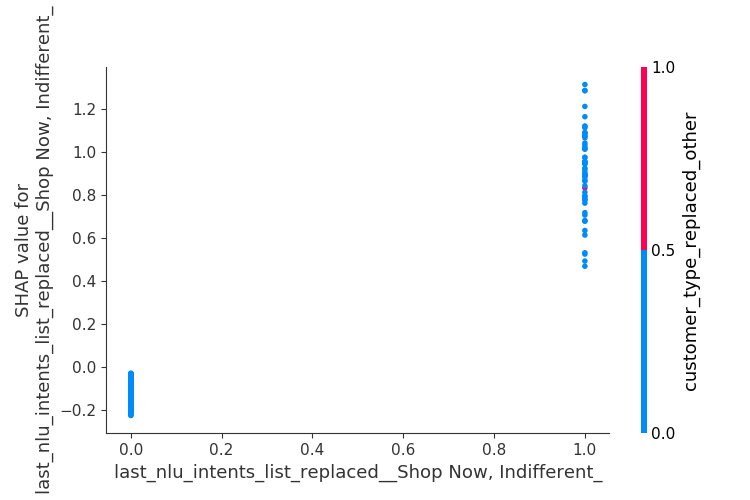 SHAP value for
last_nlu_intents_list_replaced__Shop Now, Indifferent_
1.2
1.0
0.8
0.6
0.4
0.2
0.0
−0.2
0.0 0.2 0.4 0.6 0.8 1.0
last_nlu_intents_list_replaced__Shop Now, Indifferent_
1.0
0.5
0.0
customer_type_replaced_other